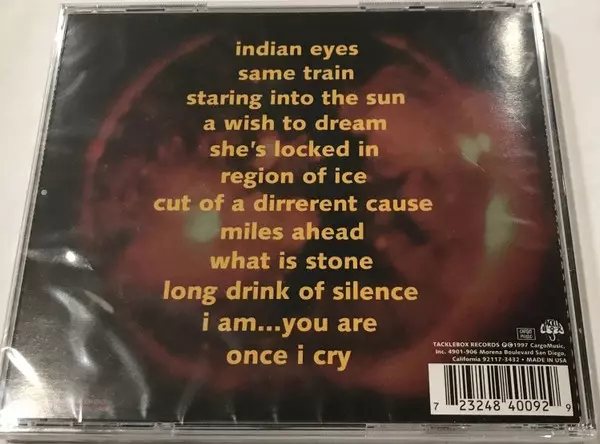 indian eyes
same train
staring into the sun
a wish to dream
she's locked in
region of ice
cut of a dirrerent cause
miles ahead
what is stone
long drink of silence
i am...you are
once i cry
cargo music
TACKLEBOX RECORDS ℗©1997 CargoMusic,
Inc. 4901-906 Morena Boulevard San Diego,
California 92117-3432 • MADE IN USA
7 23248 40092 9